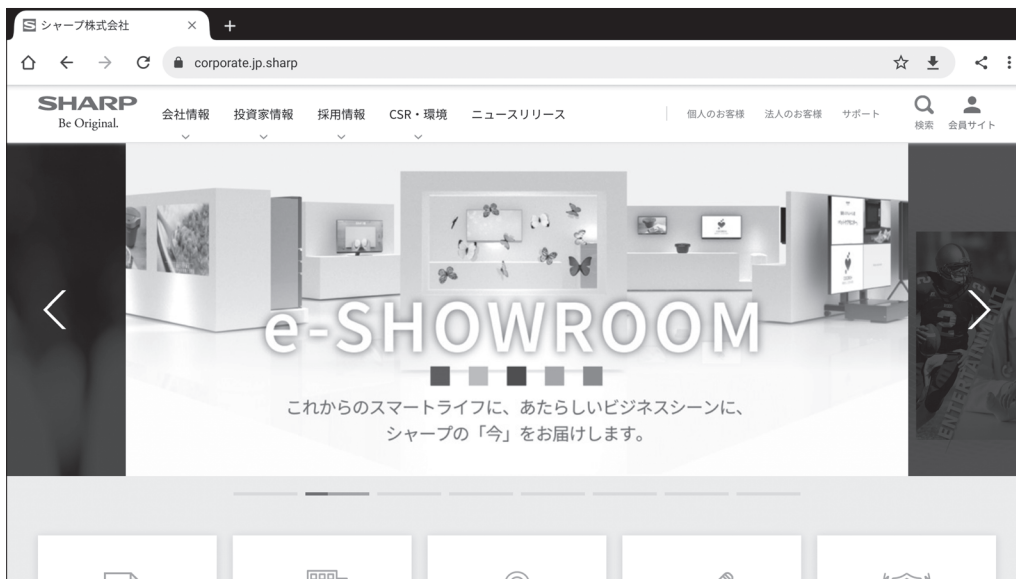 シャープ株式会社
corporate.jp.sharp
SHARP
Be Original.
会社情報 投資家情報 採用情報 CSR・環境 ニュースリリース 個人のお客様 法人のお客様 サポート 検索 会員サイト
e-SHOWROOM
これからのスマートライフに、あたらしいビジネスシーンに、
シャープの「今」をお届けします。
ENTERTAINMENT
2